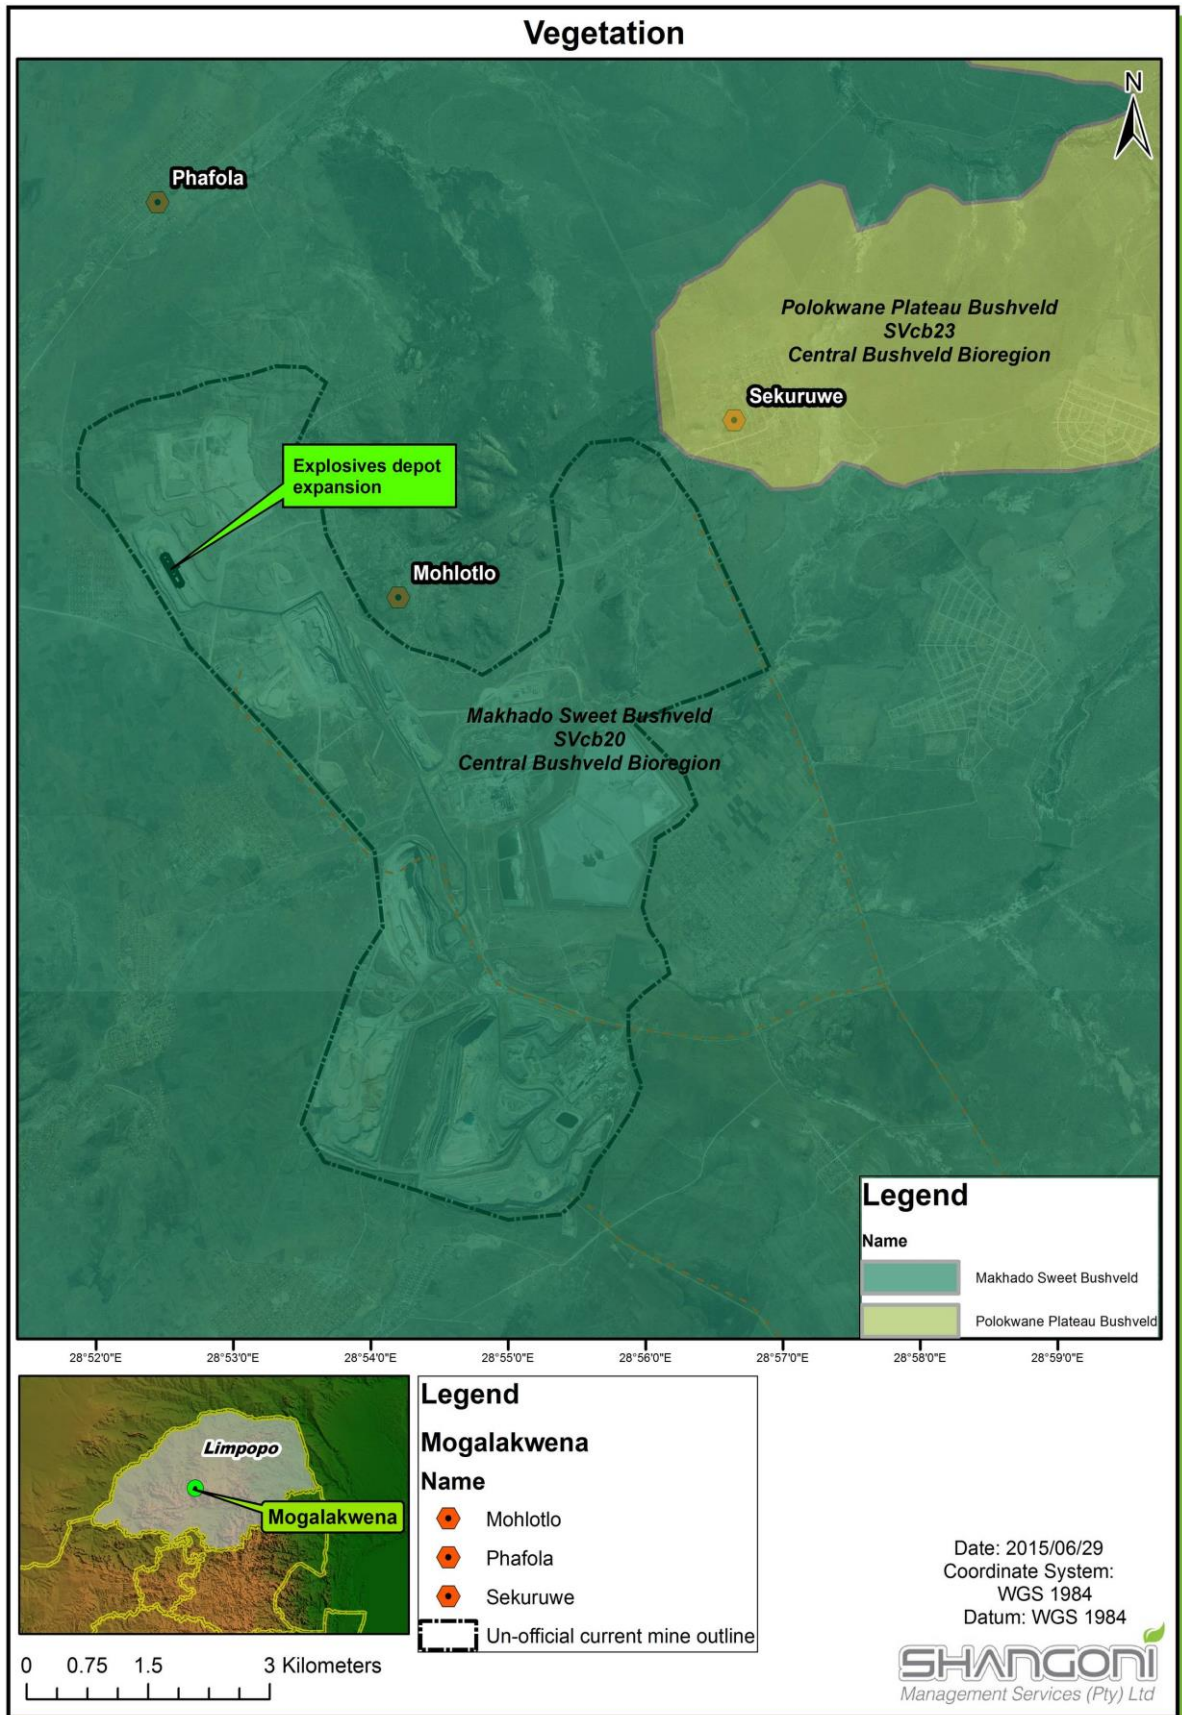 Vegetation
N
Phafola
Polokwane Plateau Bushveld
SVcb23
Central Bushveld Bioregion
Sekuruwe
Explosives depot
expansion
Mohlotlo
Makhado Sweet Bushveld
SVcb20
Central Bushveld Bioregion
Legend
Name
Makhado Sweet Bushveld
Polokwane Plateau Bushveld
28°52'0"E 28°53'0"E 28°54'0"E 28°55'0"E 28°56'0"E 28°57'0"E 28°58'0"E 28°59'0"E
Limpopo
Mogalakwena
0 0.75 1.5 3 Kilometers
Legend
Mogalakwena
Name
Mohlotlo
Phafola
Sekuruwe
Un-official current mine outline
Date: 2015/06/29
Coordinate System:
WGS 1984
Datum: WGS 1984
SHANGONI
Management Services (Pty) Ltd